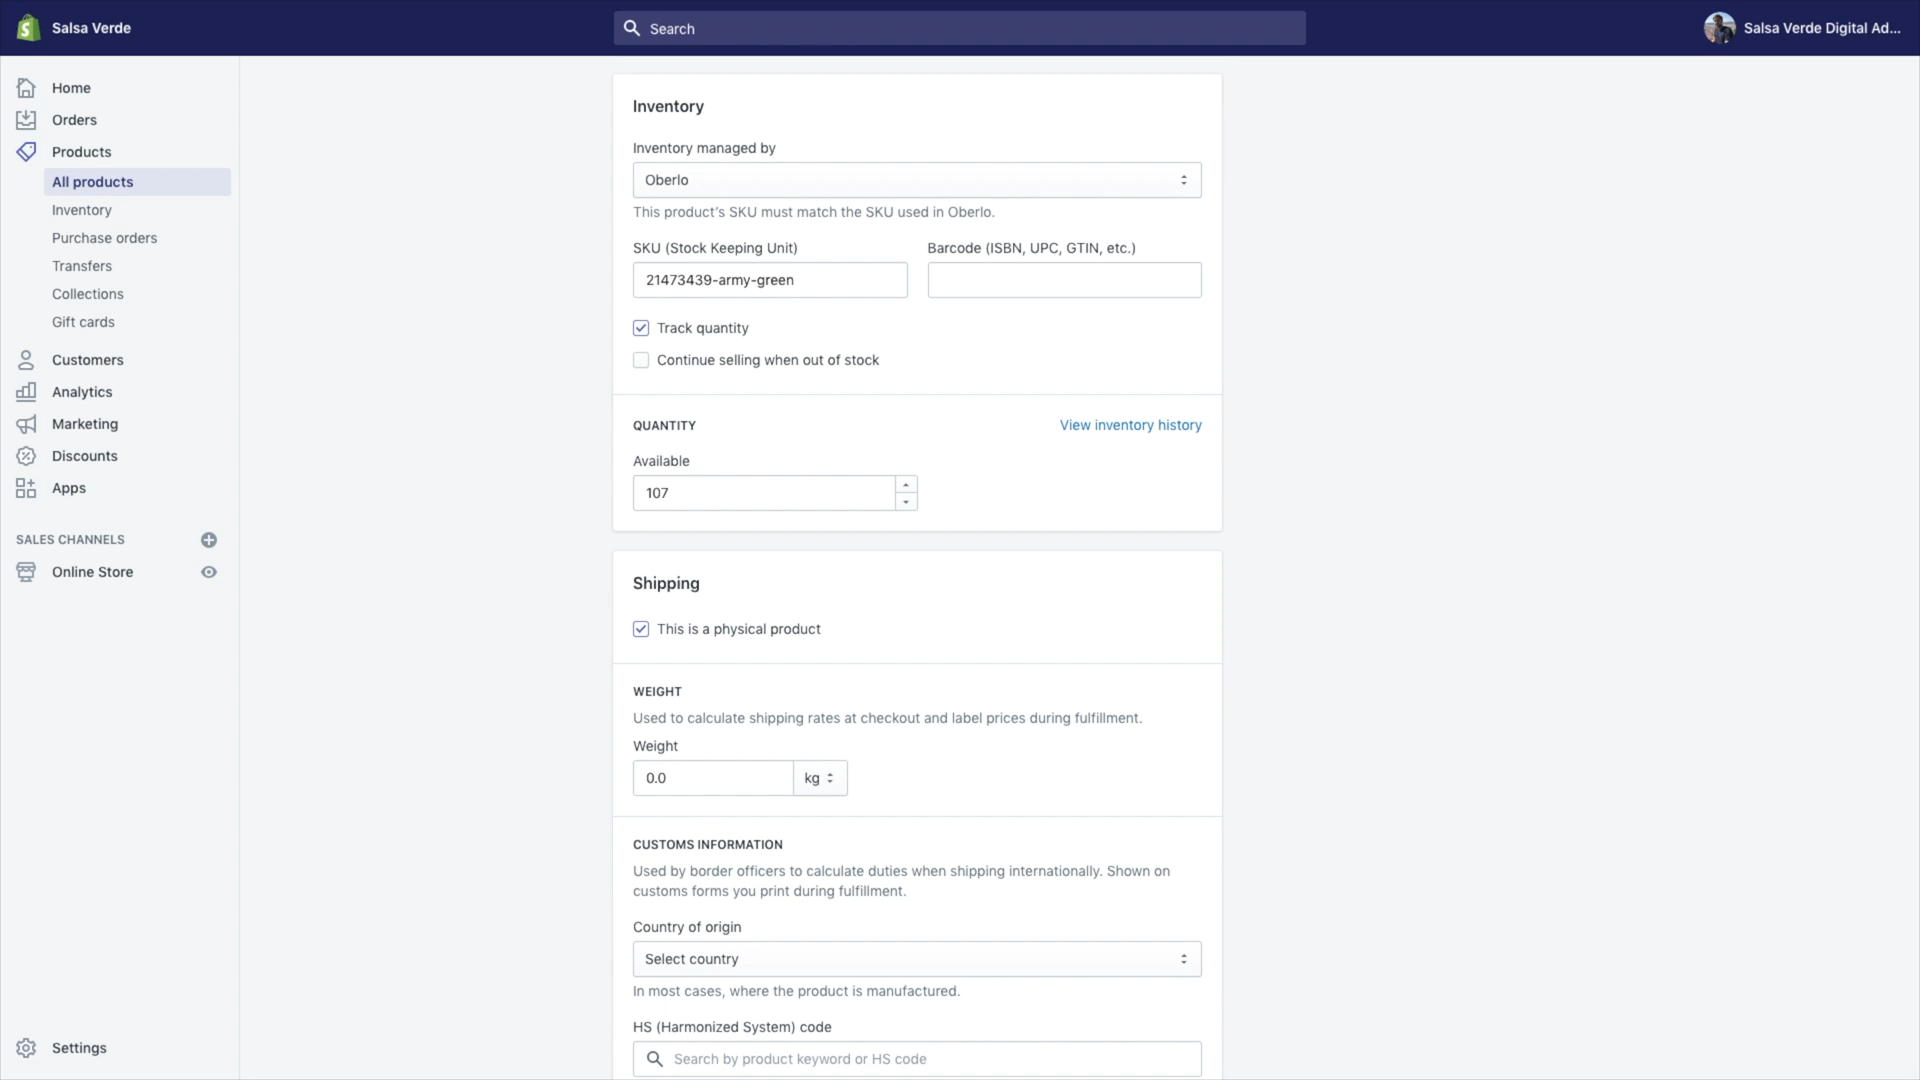 Salsa Verde
Search
Salsa Verde Digital Ad...
Home
Orders
Products
All products
Inventory
Purchase orders
Transfers
Collections
Gift cards
Customers
Analytics
Marketing
Discounts
Apps
SALES CHANNELS
Online Store
Settings
Inventory
Inventory managed by
Oberlo
This product's SKU must match the SKU used in Oberlo.
SKU (Stock Keeping Unit)
21473439-army-green
Barcode (ISBN, UPC, GTIN, etc.)
Track quantity
Continue selling when out of stock
QUANTITY
View inventory history
Available
107
Shipping
This is a physical product
WEIGHT
Used to calculate shipping rates at checkout and label prices during fulfillment.
Weight
0.0
kg
CUSTOMS INFORMATION
Used by border officers to calculate duties when shipping internationally. Shown on
customs forms you print during fulfillment.
Country of origin
Select country
In most cases, where the product is manufactured.
HS (Harmonized System) code
Search by product keyword or HS code